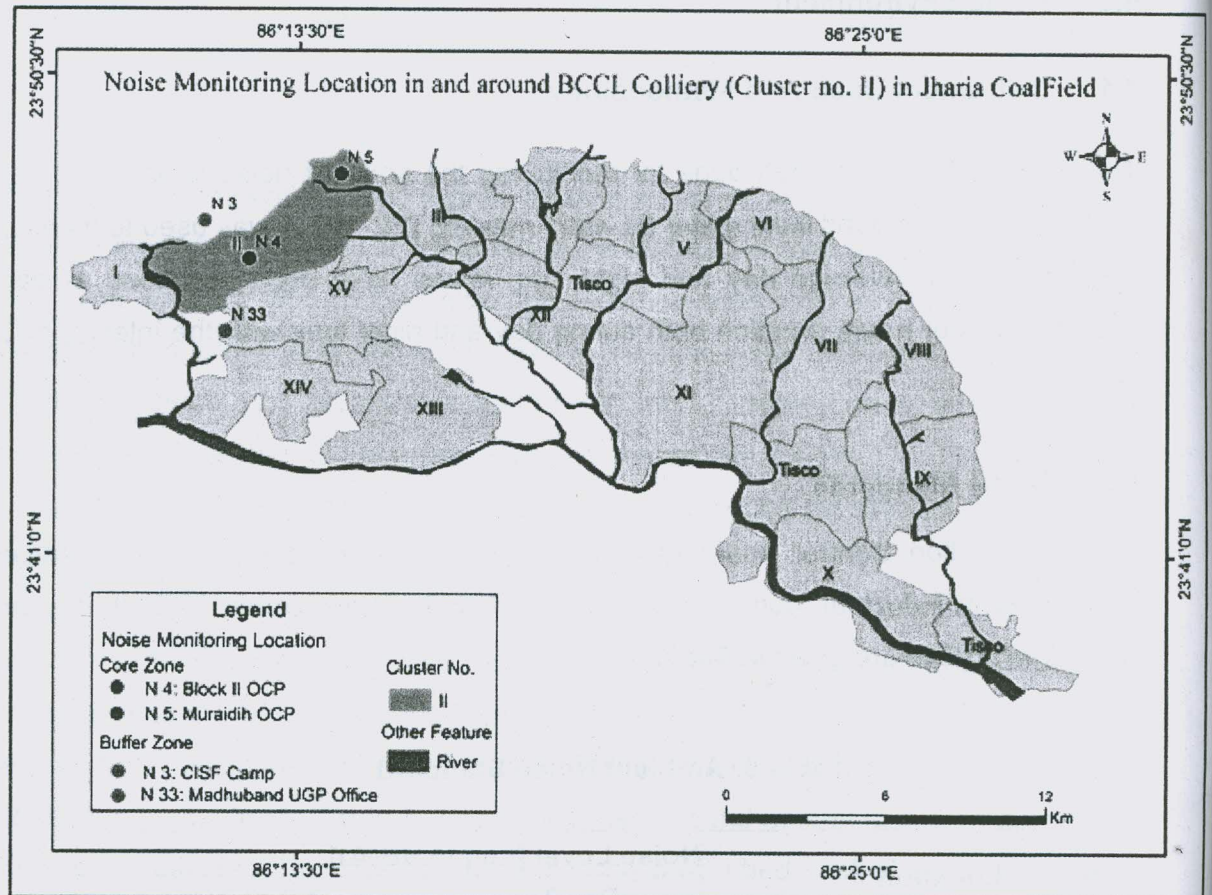 86°13'30"E
86°25'0"E
23°50'30"N
23°50'30"N
Noise Monitoring Location in and around BCCL Colliery (Cluster no. II) in Jharia CoalField
N
W
E
S
N 5
N 3
III
VI
II
N 4
V
I
XV
Tisco
XII
N 33
VII
VIII
XIV
XIII
XI
Tisco
IX
23°41'0"N
23°41'0"N
X
Tisco
Legend
Noise Monitoring Location
Core Zone
N 4: Block II OCP
N 5: Muraidih OCP
Buffer Zone
N 3: CISF Camp
N 33: Madhuband UGP Office
Cluster No.
II
Other Feature
River
0
6
12
Km
86°13'30"E
86°25'0"E